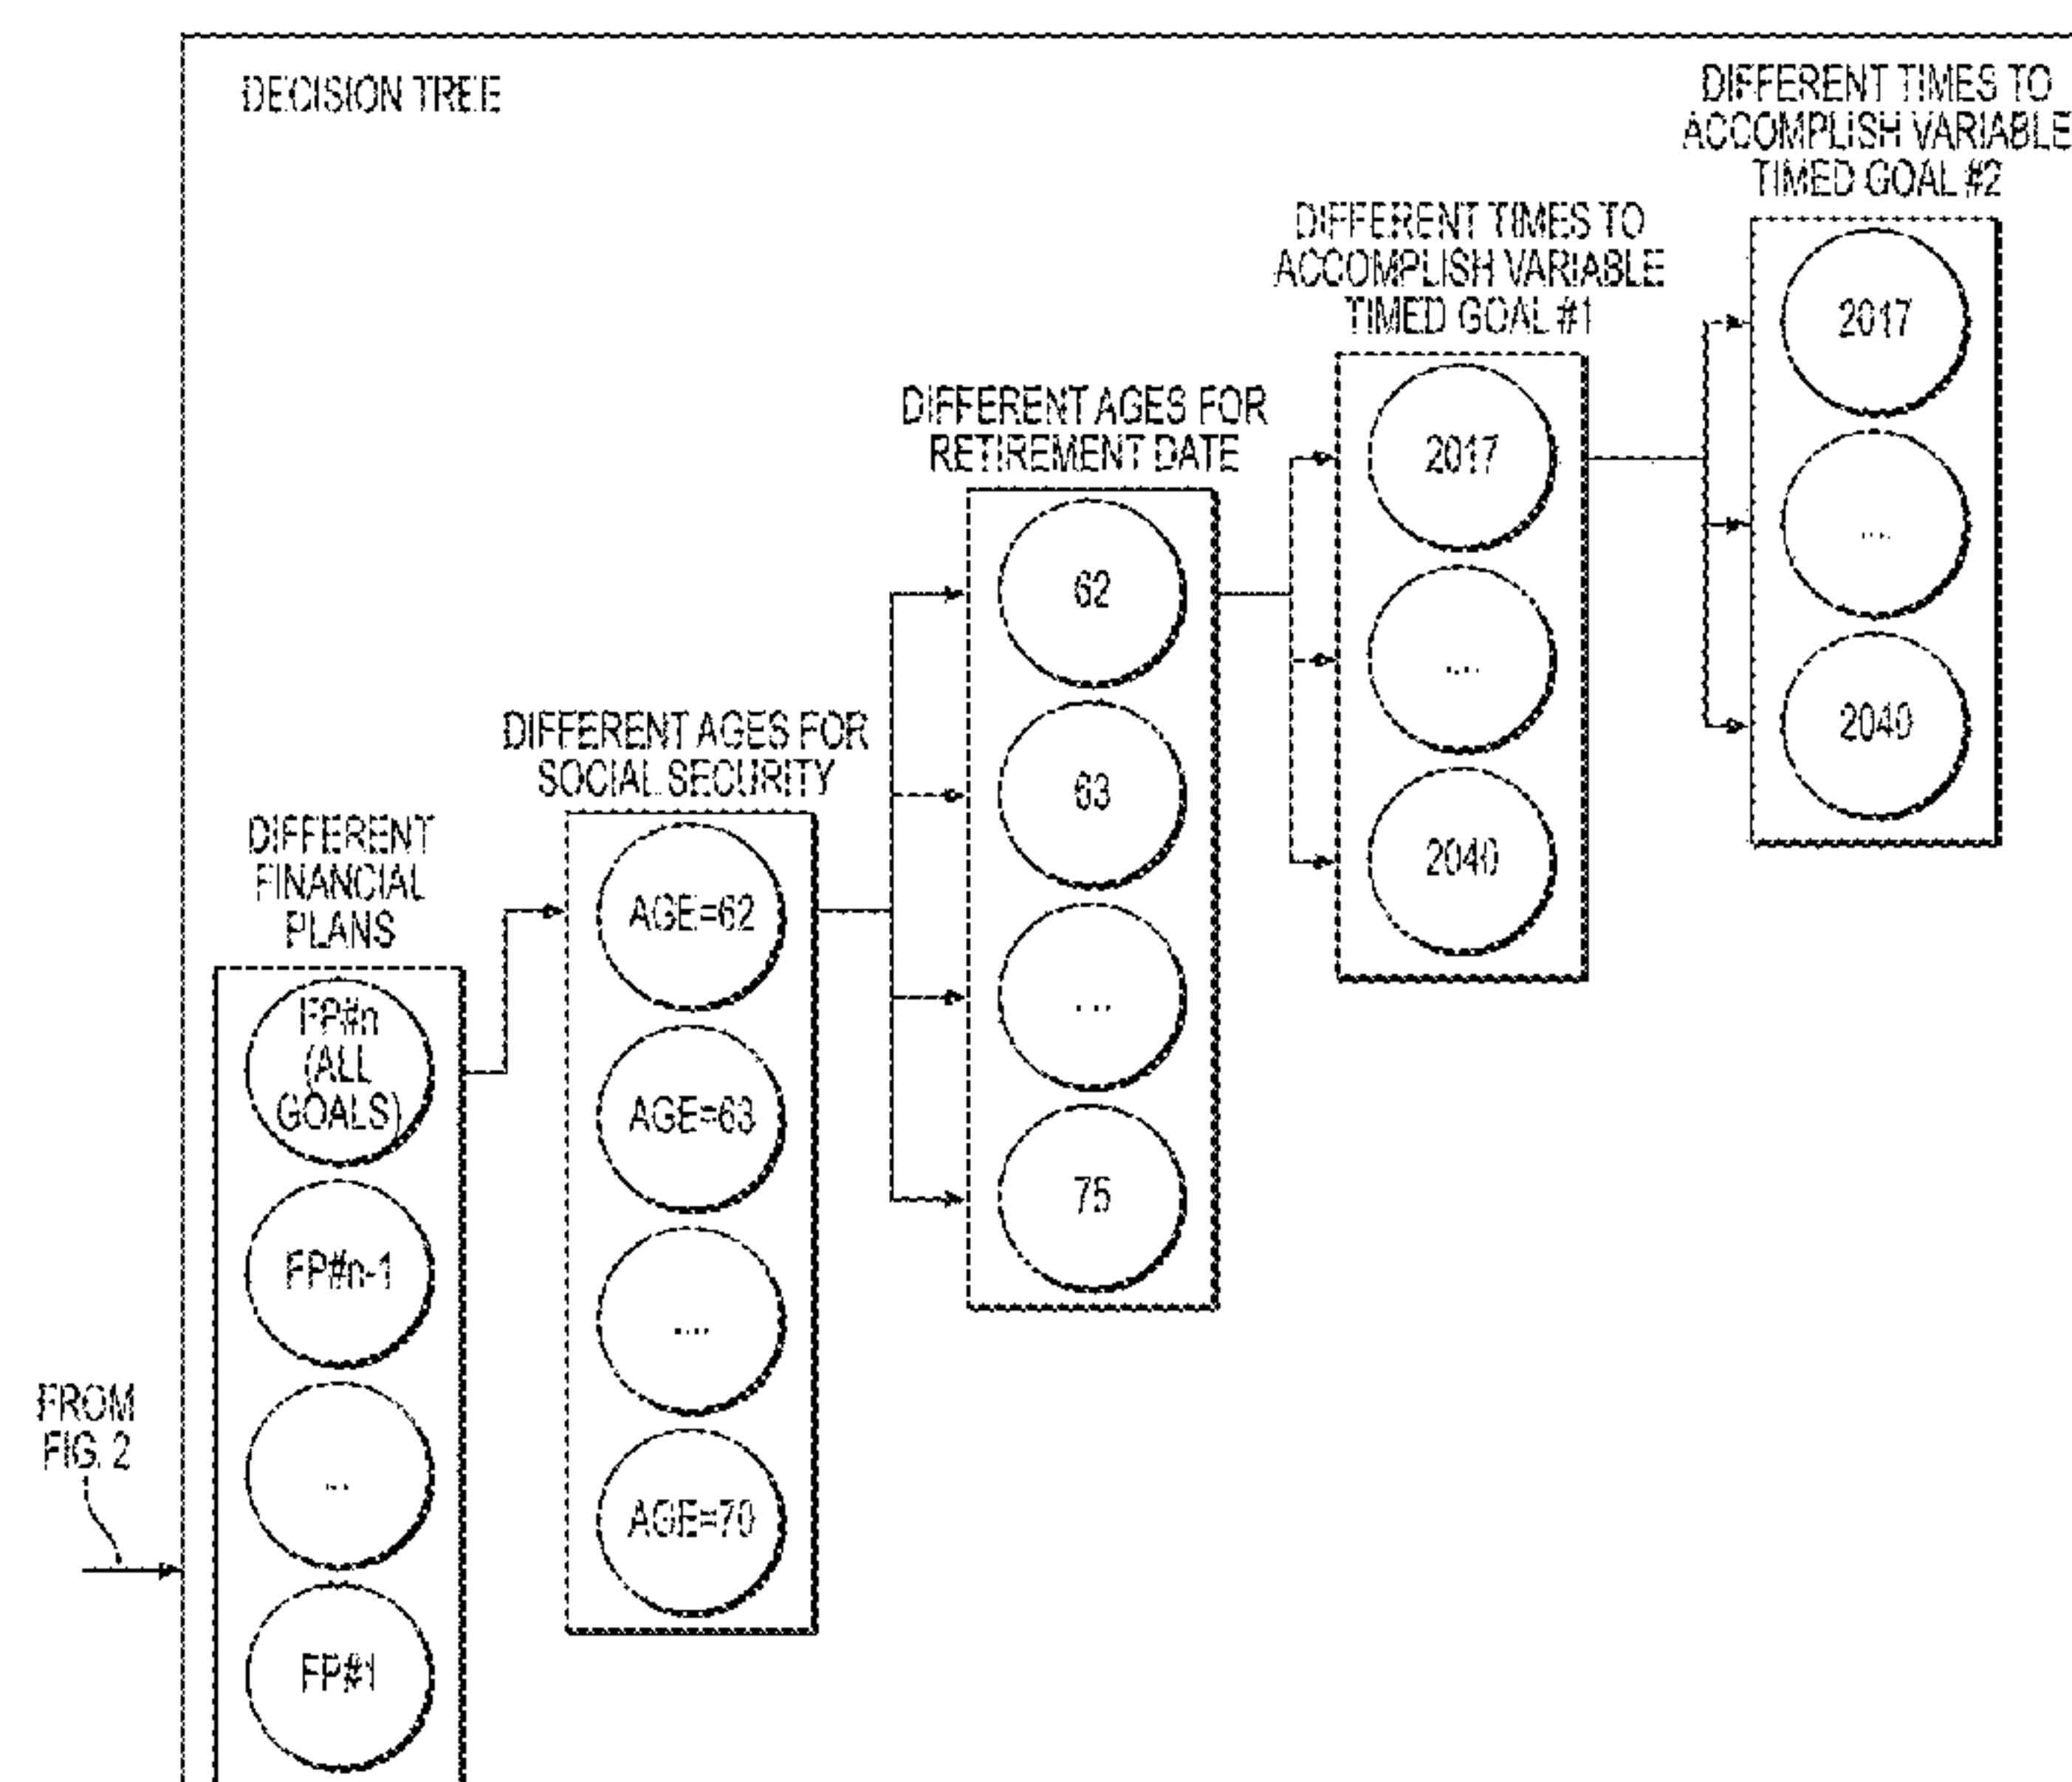 DECISION TREE
DIFFERENT TIMES TO
ACCOMPLISH VARIABLE
TIMED GOAL #2
2017
....
2040
DIFFERENT TIMES TO
ACCOMPLISH VARIABLE
TIMED GOAL #1
2017
....
2040
DIFFERENT AGES FOR
RETIREMENT DATE
62
63
....
75
DIFFERENT AGES FOR
SOCIAL SECURITY
AGE=62
AGE=63
....
AGE=70
DIFFERENT
FINANCIAL
PLANS
FP#n
(ALL
GOALS)
FP#n-1
...
FP#1
FROM
FIG. 2